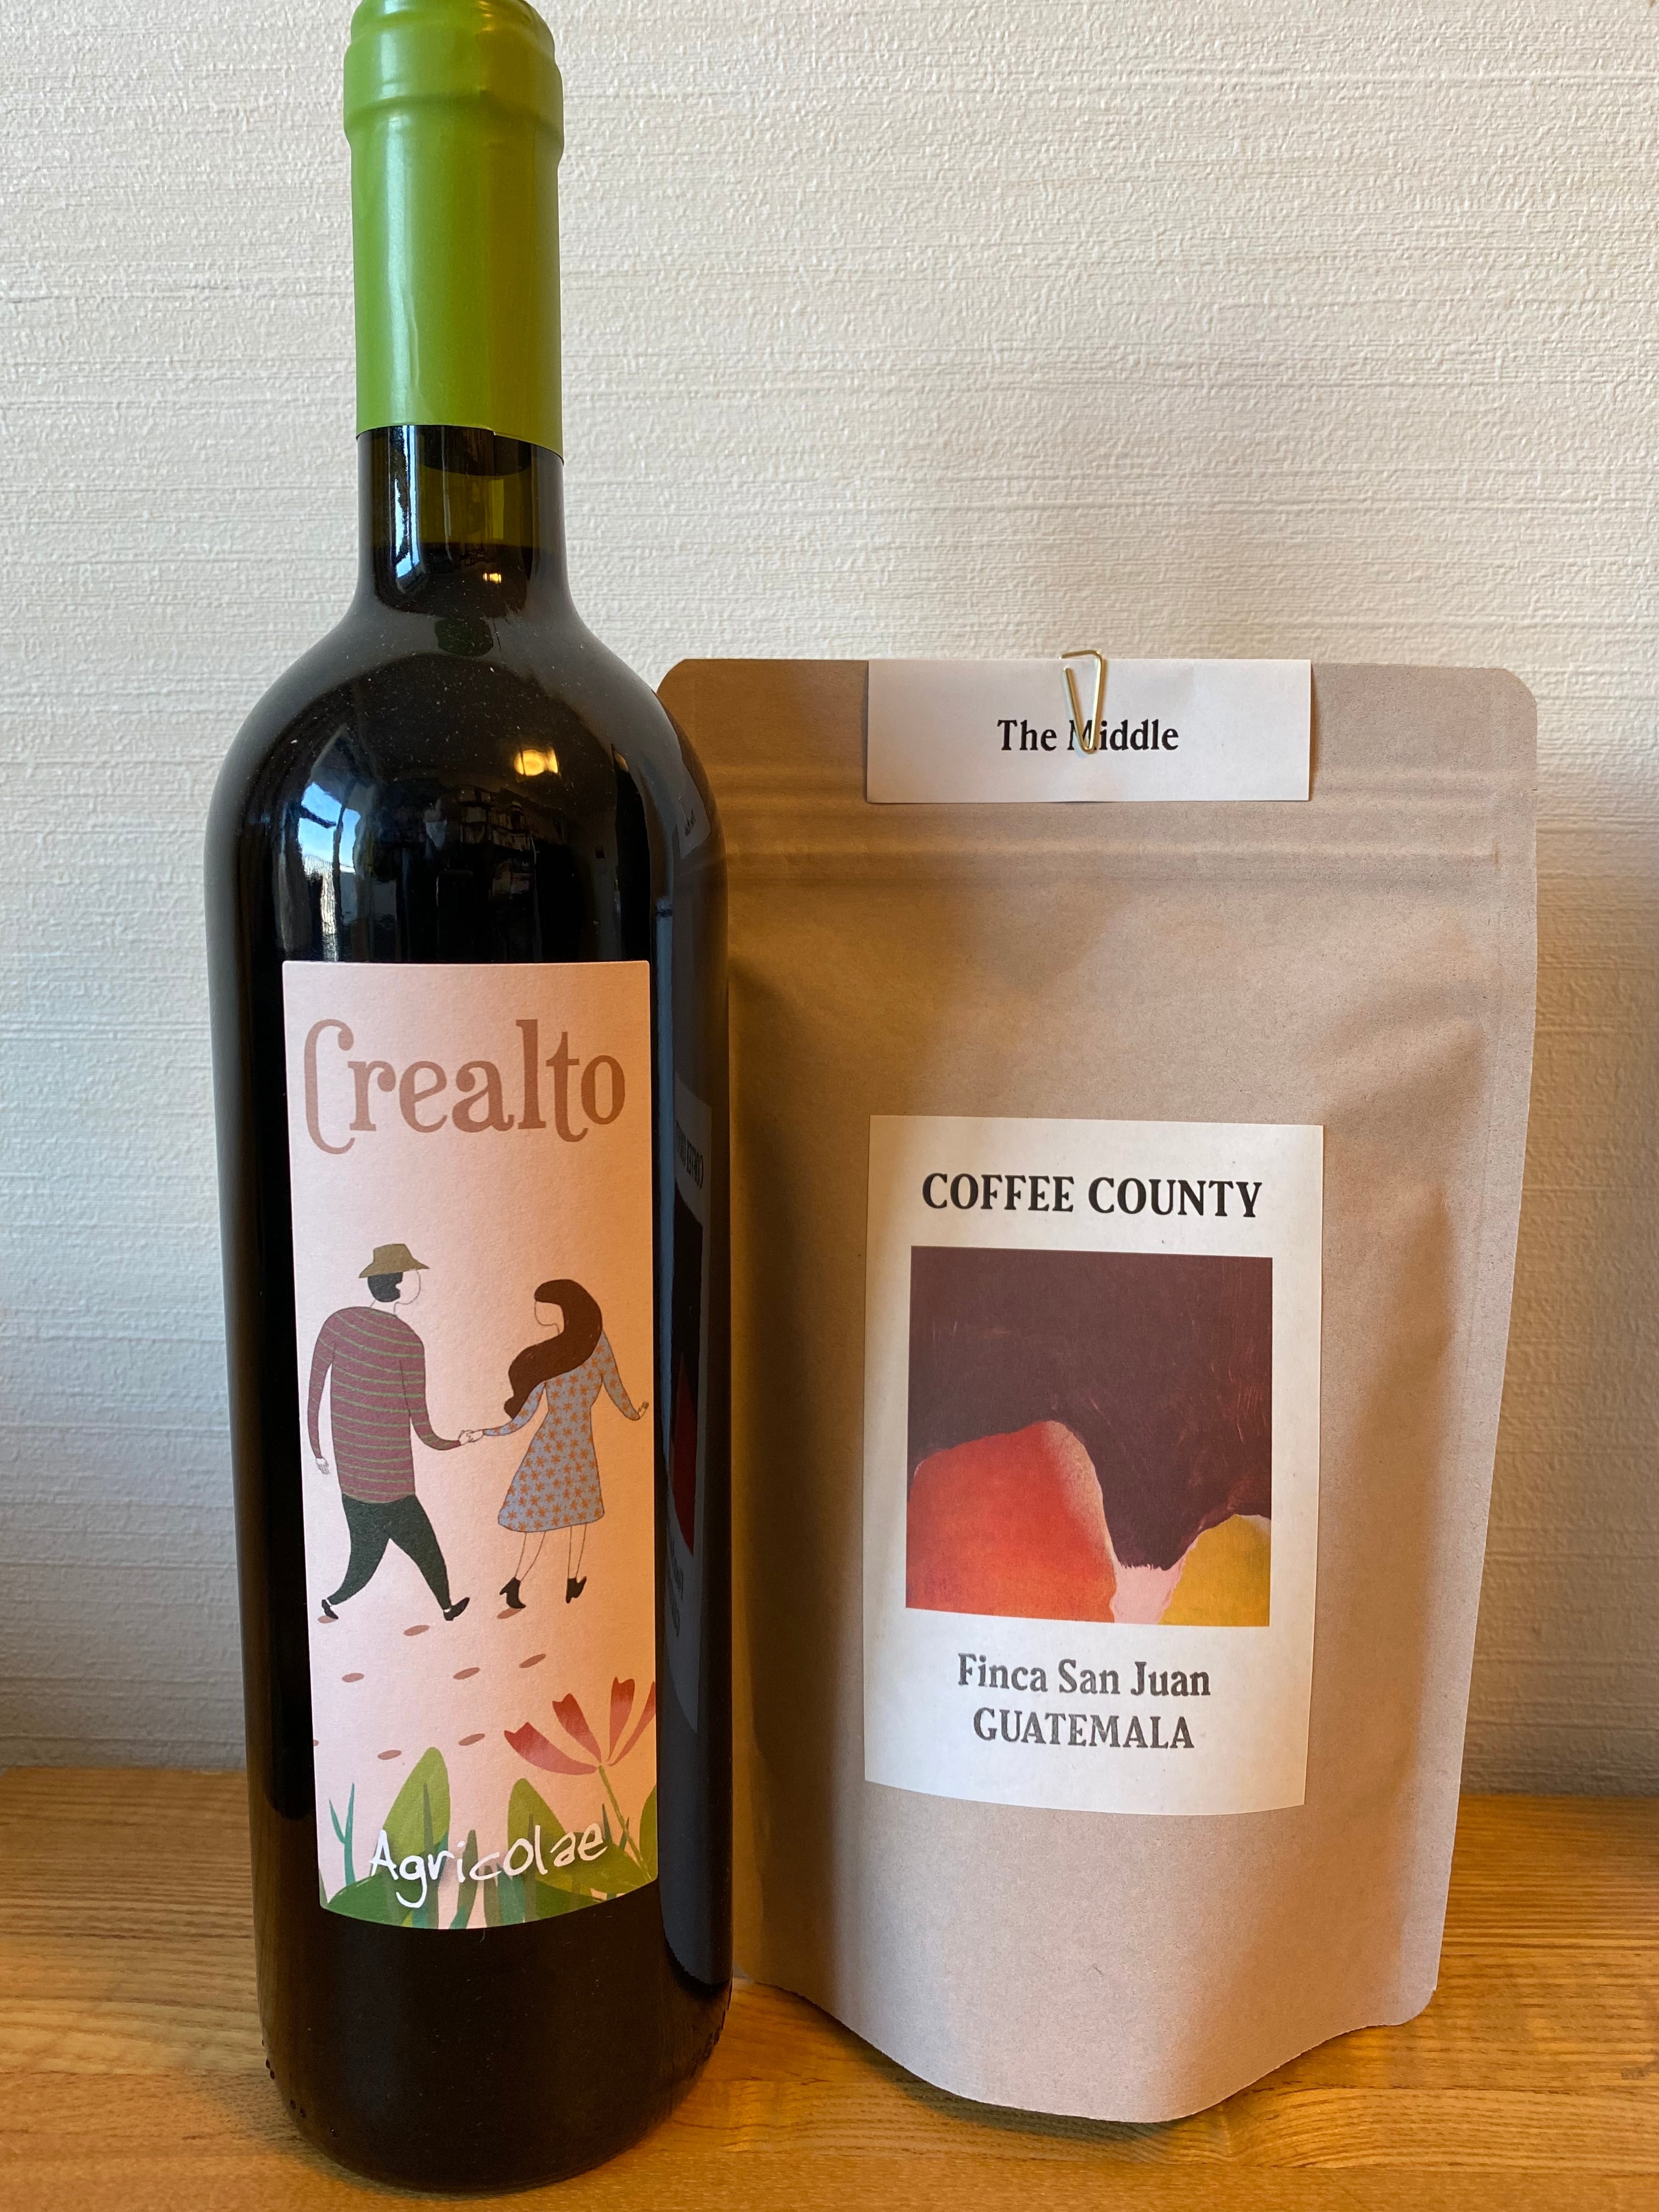 Crealto
Agricolae
The Middle
COFFEE COUNTY
Finca San Juan
GUATEMALA